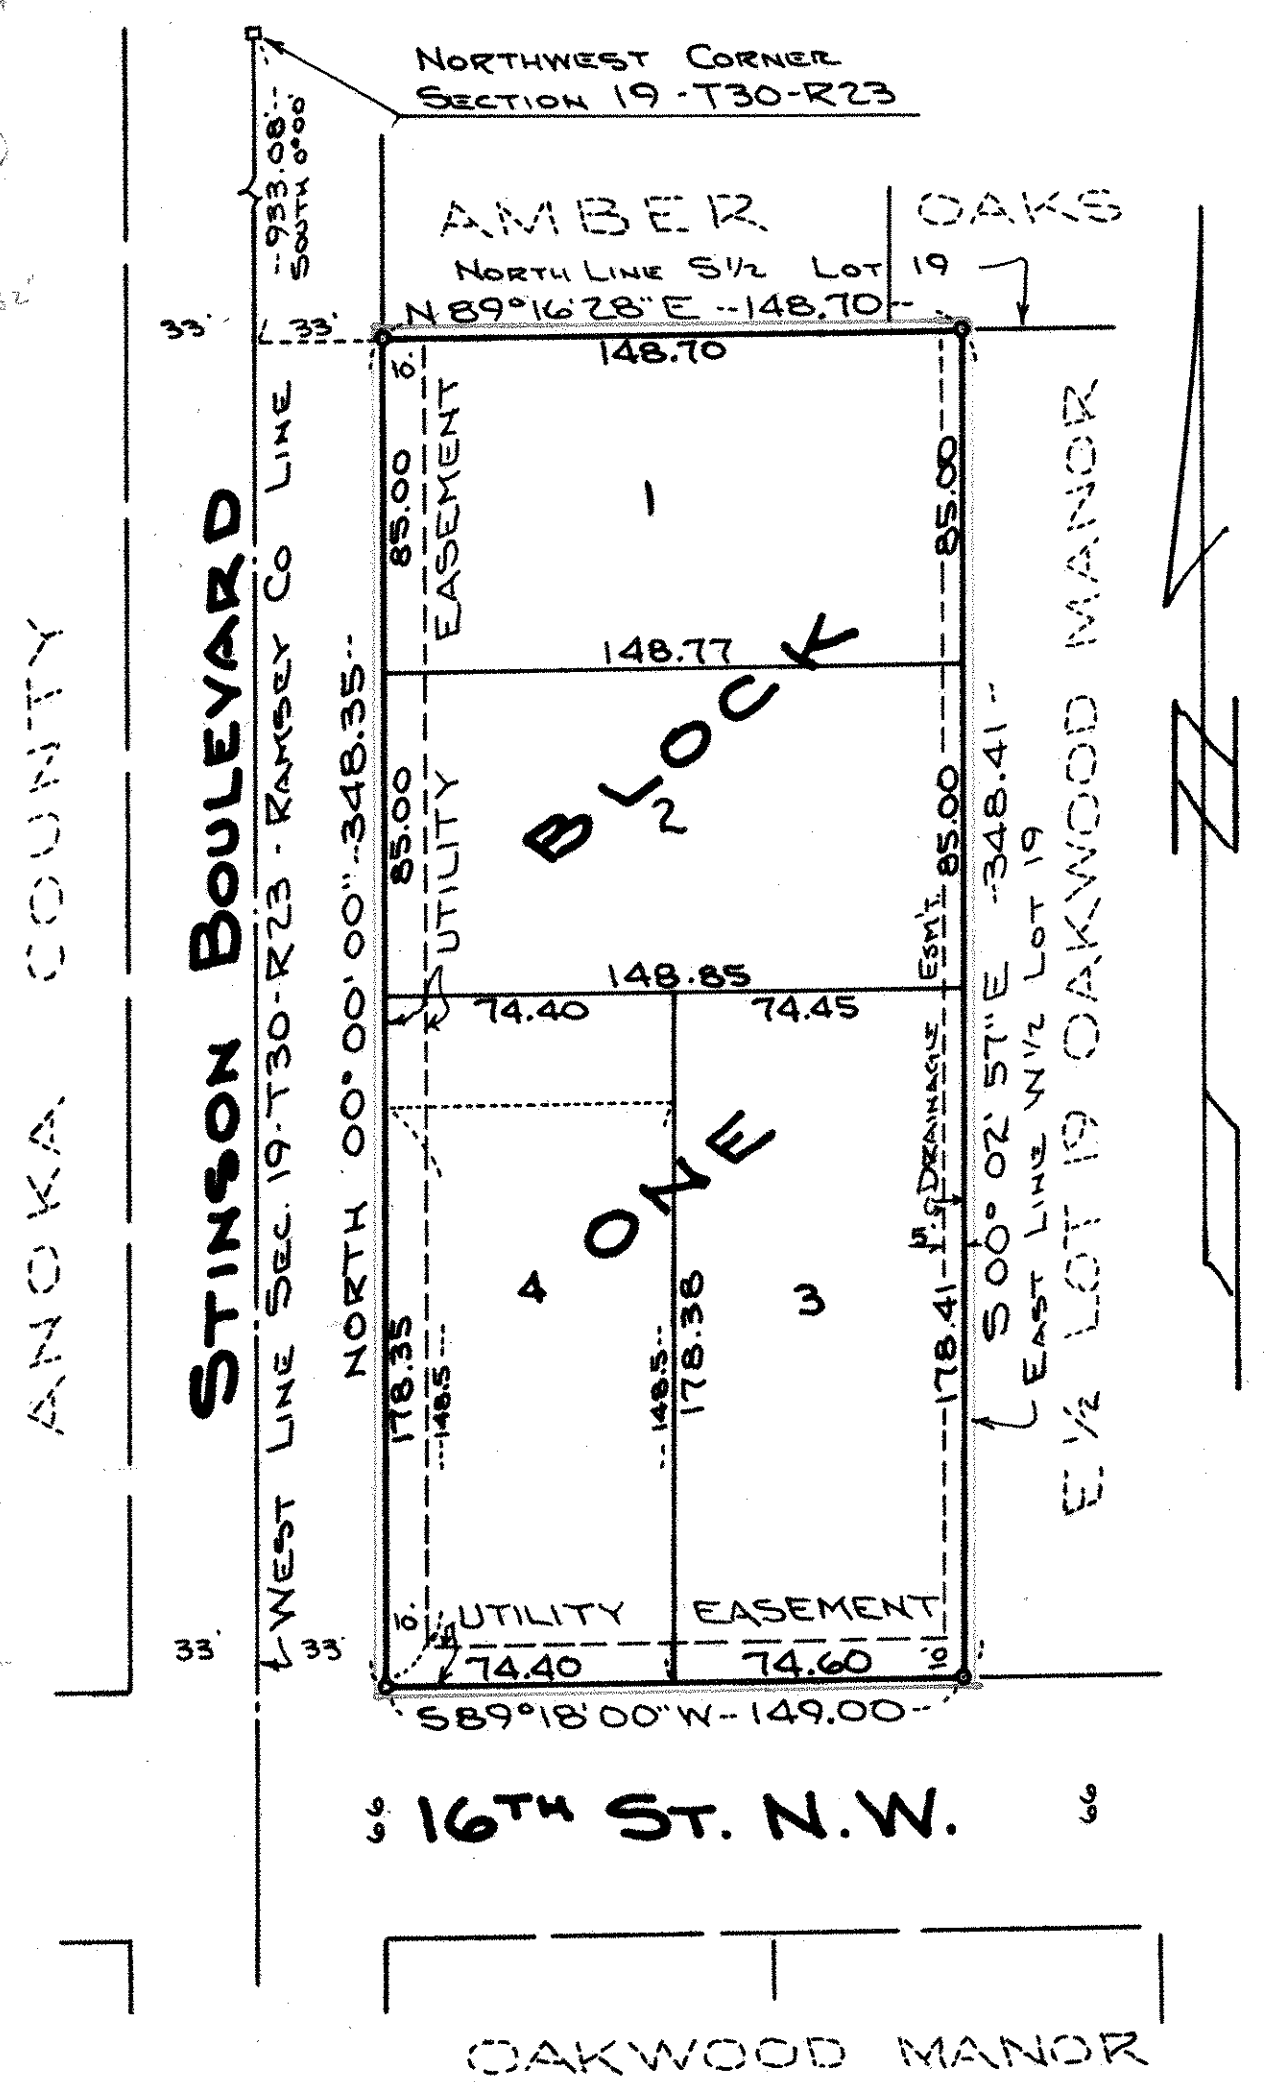 NORTHWEST CORNER
SECTION 19 -T30-R23
--933.08'--
SOUTH 0°00'
AMBER OAKS
NORTH LINE S1/2 LOT 19
N 89°16'28"E --148.70--
33' 33'
148.70
10'
EASEMENT
85.00
85.00
1
148.77
BLOCK
2
85.00
85.00
UTILITY
148.85
74.40 74.45
ONE
DRAINAGE ESM'T.
5'
4
3
178.35
--148.5--
--148.5--
178.38
178.41
10'
UTILITY EASEMENT
10'
74.40 74.60
33' 33'
S89°18'00"W--149.00--
ANOKA COUNTY
STINSON BOULEVARD
WEST LINE SEC. 19-T30-R23 - RAMSEY CO LINE
NORTH 00°00'00"--348.35--
S 00°02'57"E --348.41--
EAST LINE W 1/2 LOT 19
E 1/2 LOT 19 OAKWOOD MANOR
N
66 16TH ST. N.W. 66
OAKWOOD MANOR